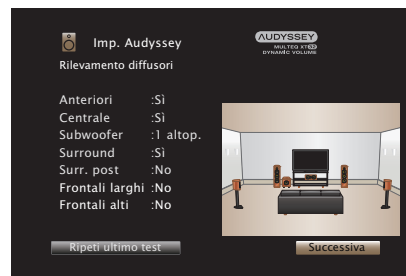 Imp. Audyssey
AUDYSSEY
MULTEQ XT32
DYNAMIC VOLUME
Rilevamento diffusori
Anteriori :Sì
Centrale :Sì
Subwoofer :1 altop.
Surround :Sì
Surr. post :No
Frontali larghi :No
Frontali alti :No
Ripeti ultimo test
Successiva